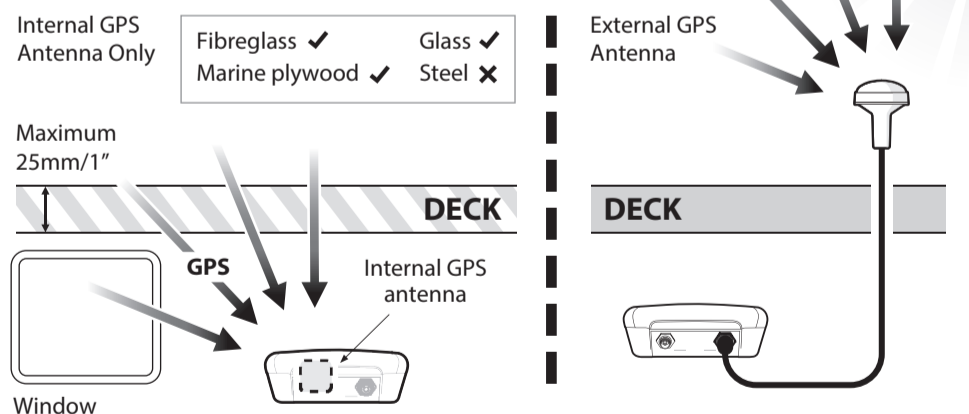 Internal GPS
Antenna Only
Fibreglass ✓ Glass ✓
Marine plywood ✓ Steel ✗
Maximum
25mm/1”
DECK
GPS
Internal GPS
antenna
Window
External GPS
Antenna
DECK